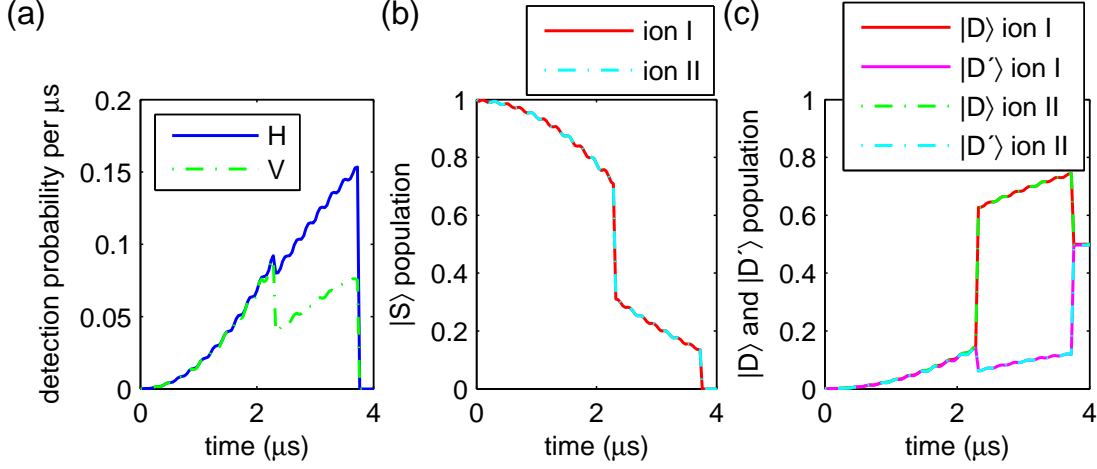 (a)
detection probability per µs
0.2
0.15
0.1
0.05
0
H
V
0
2
4
time (µs)
(b)
ion I
ion II
|S⟩ population
1
0.8
0.6
0.4
0.2
0
0
2
4
time (µs)
(c)
|D⟩ ion I
|D´⟩ ion I
|D⟩ ion II
|D´⟩ ion II
|D⟩ and |D´⟩ population
1
0.8
0.6
0.4
0.2
0
0
2
4
time (µs)